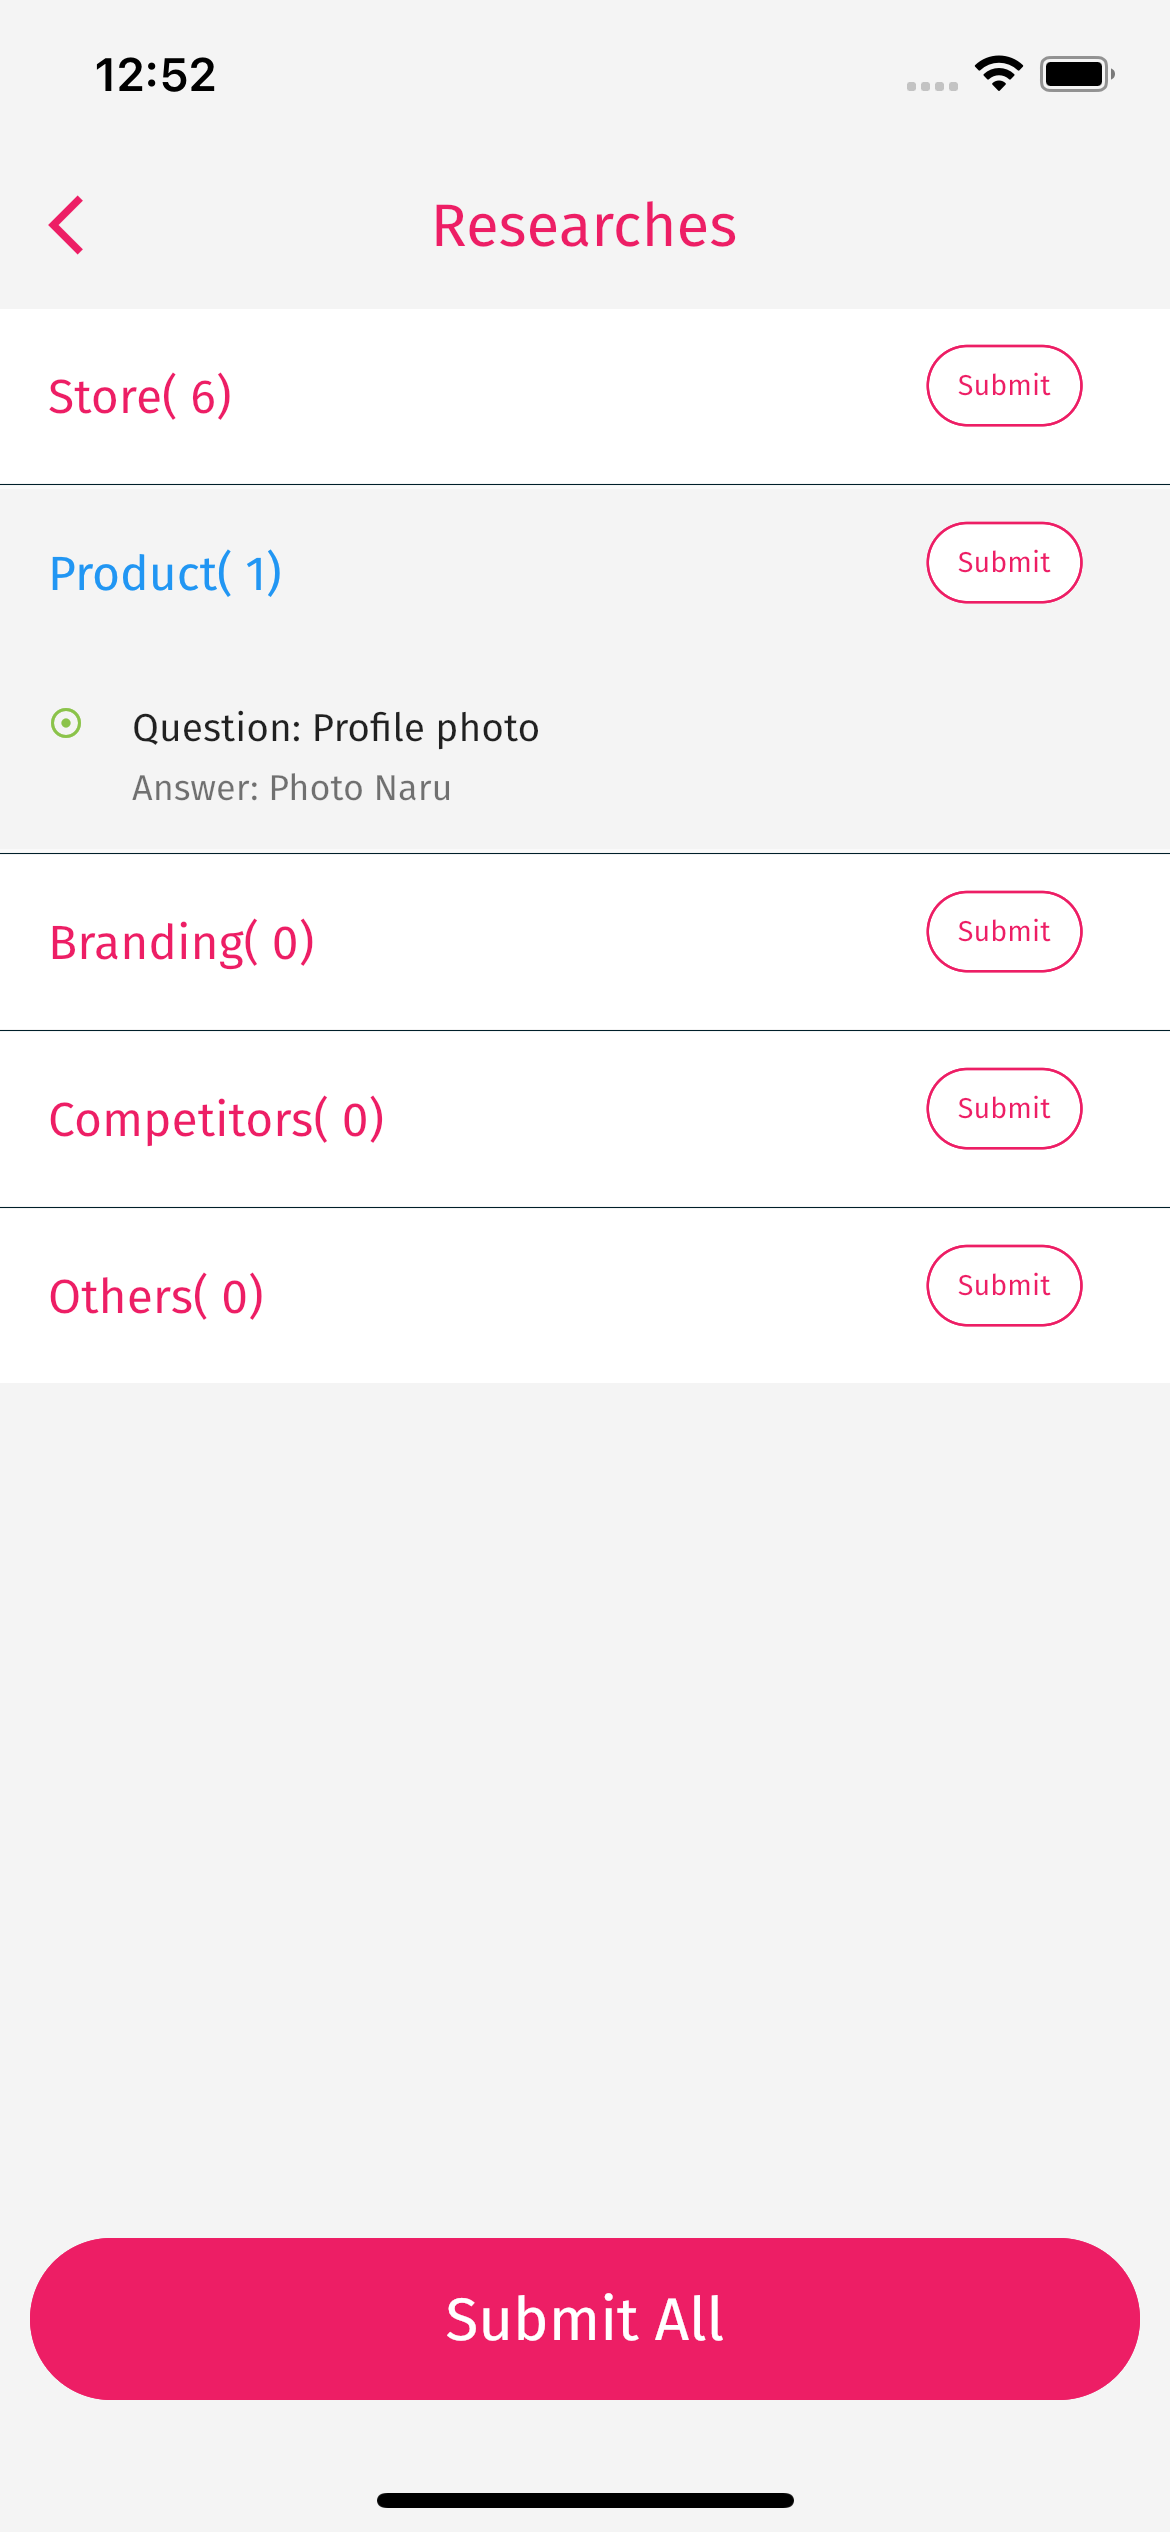 12:52
Researches
Store( 6)
Submit
Product( 1)
Submit
Question: Profile photo
Answer: Photo Naru
Branding( 0)
Submit
Competitors( 0)
Submit
Others( 0)
Submit
Submit All